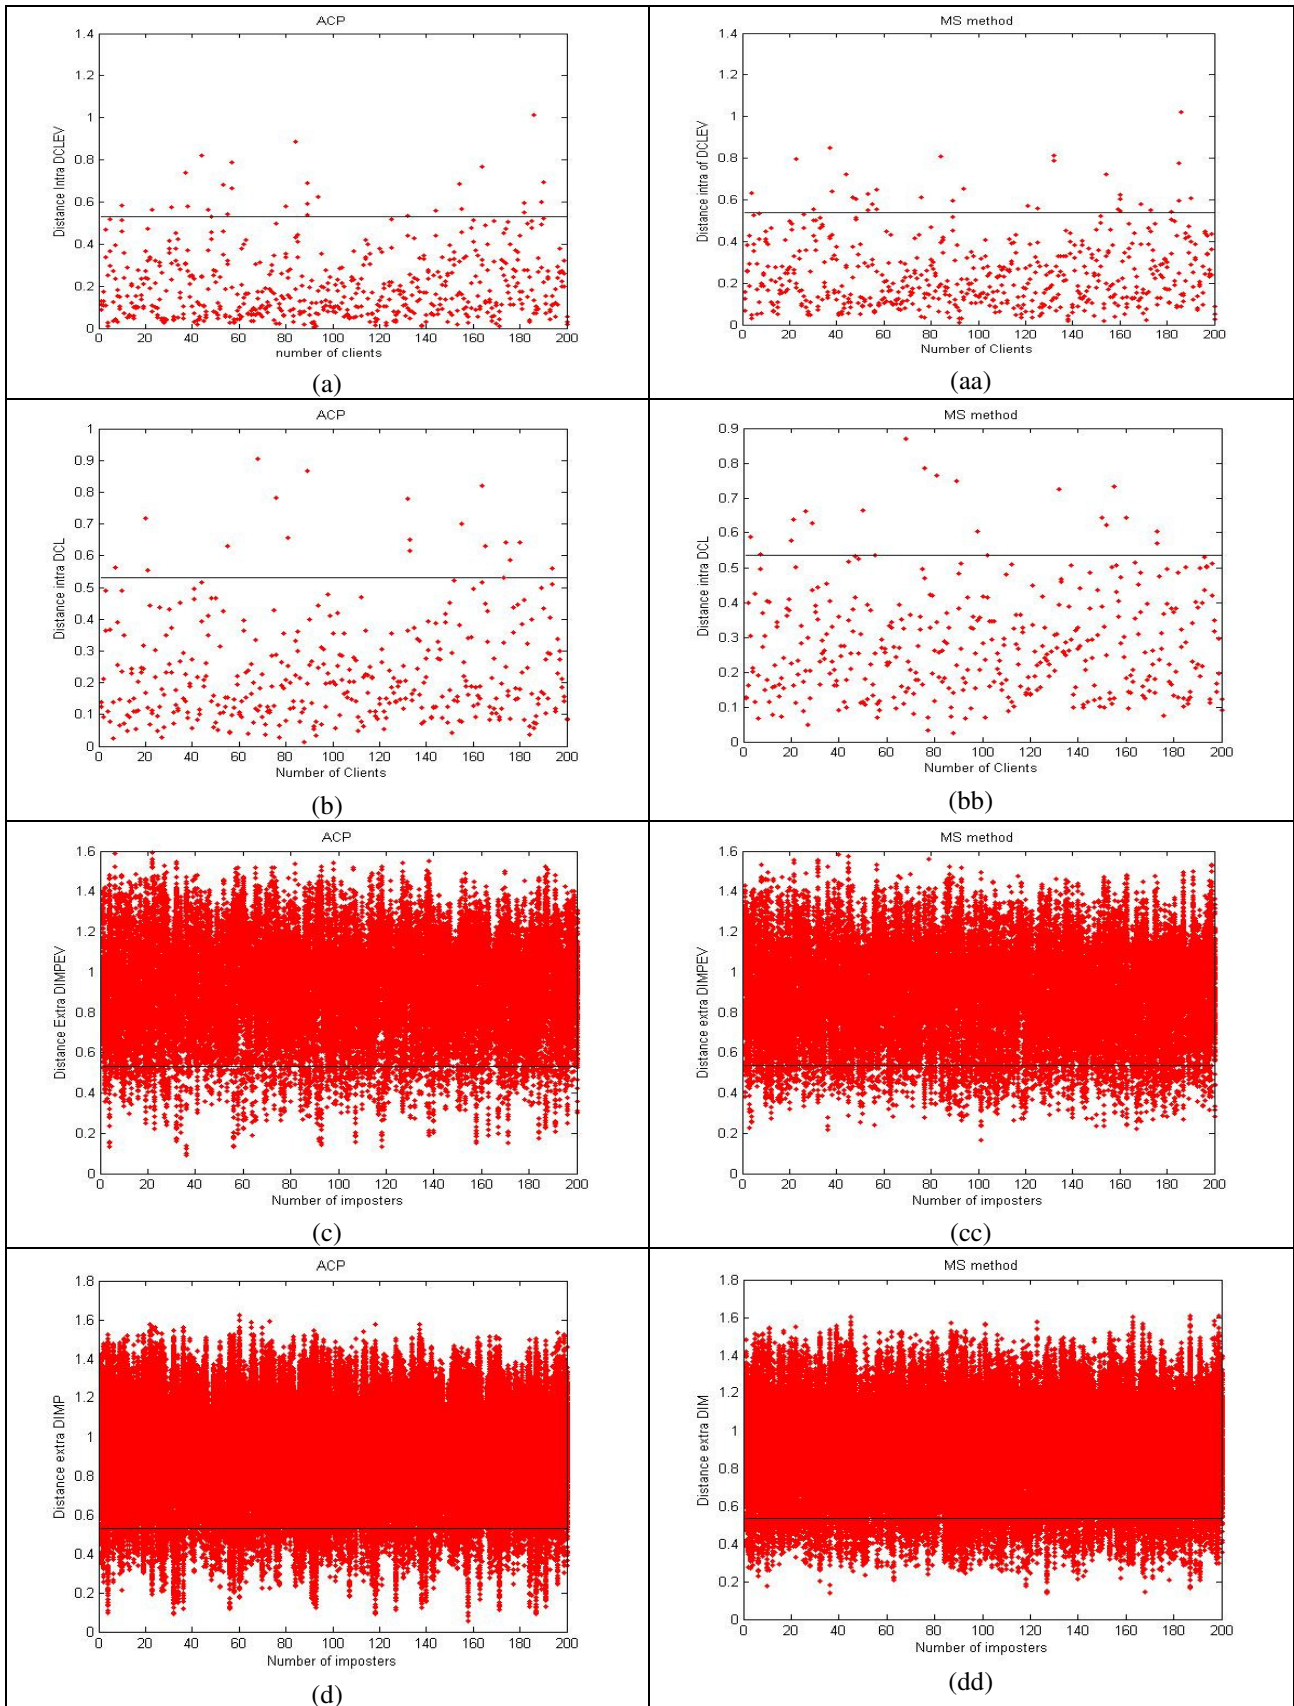 ACP
1.4
1.2
1
0.8
0.6
0.4
0.2
0
Distance Intra DCLEV
0 20 40 60 80 100 120 140 160 180 200
number of clients
(a)
MS method
1.4
1.2
1
0.8
0.6
0.4
0.2
0
Distance intra of DCLEV
0 20 40 60 80 100 120 140 160 180 200
Number of Clients
(aa)
ACP
1
0.9
0.8
0.7
0.6
0.5
0.4
0.3
0.2
0.1
0
Distance intra DCL
0 20 40 60 80 100 120 140 160 180 200
Number of Clients
(b)
MS method
0.9
0.8
0.7
0.6
0.5
0.4
0.3
0.2
0.1
0
Distance intra DCL
0 20 40 60 80 100 120 140 160 180 200
Number of Clients
(bb)
ACP
1.6
1.4
1.2
1
0.8
0.6
0.4
0.2
0
Distance Extra DIMPEV
0 20 40 60 80 100 120 140 160 180 200
Number of imposters
(c)
MS method
1.6
1.4
1.2
1
0.8
0.6
0.4
0.2
0
Distance extra DIMPEV
0 20 40 60 80 100 120 140 160 180 200
Number of imposters
(cc)
ACP
1.8
1.6
1.4
1.2
1
0.8
0.6
0.4
0.2
0
Distance extra DIMP
0 20 40 60 80 100 120 140 160 180 200
Number of imposters
(d)
MS method
1.8
1.6
1.4
1.2
1
0.8
0.6
0.4
0.2
0
Distance extra DIM
0 20 40 60 80 100 120 140 160 180 200
Number of imposters
(dd)